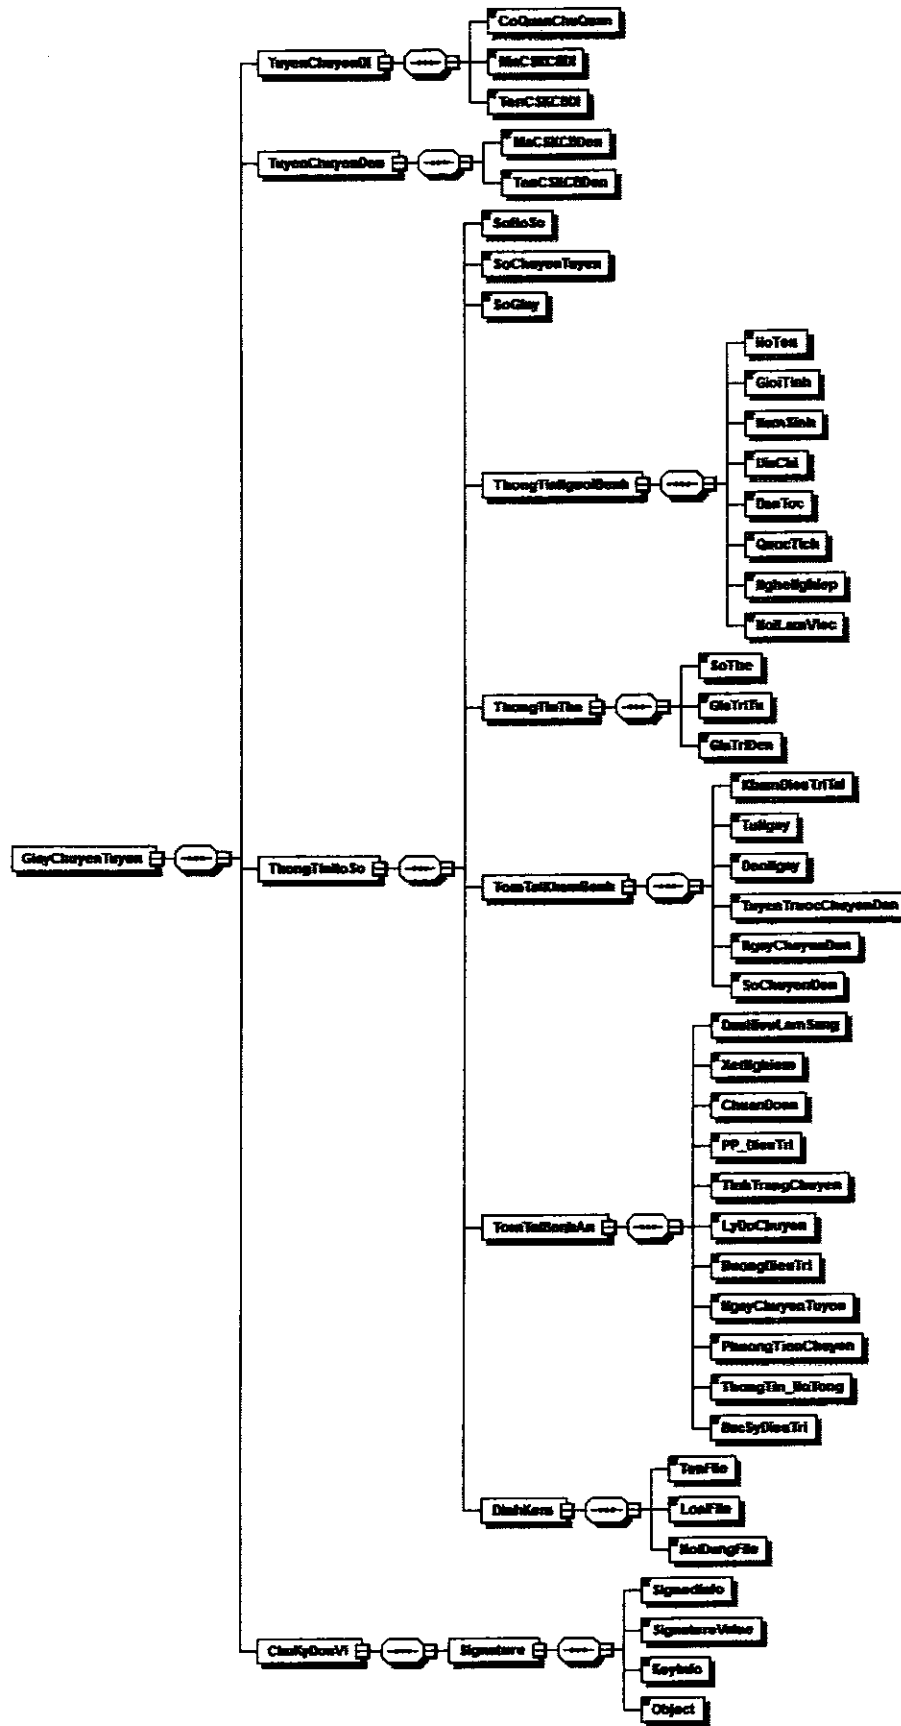 CoQuanChuQuan
TuyenChuyenDi
MaCSKCBDi
TenCSKCBDi
MaCSKCBDen
TuyenChuyenDen
TenCSKCBDen
SoHoSo
SoChuyenTuyen
SoGiay
HoTen
GioiTinh
NamSinh
DiaChi
ThongTinNguoiBenh
DanToc
QuocTich
NgheNghiep
NoiLamViec
SoThe
ThongTinThe
GiaTriTu
GiaTriDen
KhamDieuTriTai
TuNgay
GiayChuyenTuyen
ThongTinHoSo
DenNgay
TomTatKhamBenh
TuyenTruocChuyenDen
NgayChuyenDen
SoChuyenDen
DauHieuLamSang
XetNghiem
ChuanDoan
PP_DieuTri
TinhTrangChuyen
TomTatBenhAn
LyDoChuyen
HuongDieuTri
NgayChuyenTuyen
PhuongTienChuyen
ThongTin_HoTong
BacSyDieuTri
TenFile
DinhKem
LoaiFile
NoiDungFile
SignedInfo
SignatureValue
ChuKyDonVi
Signature
KeyInfo
Object